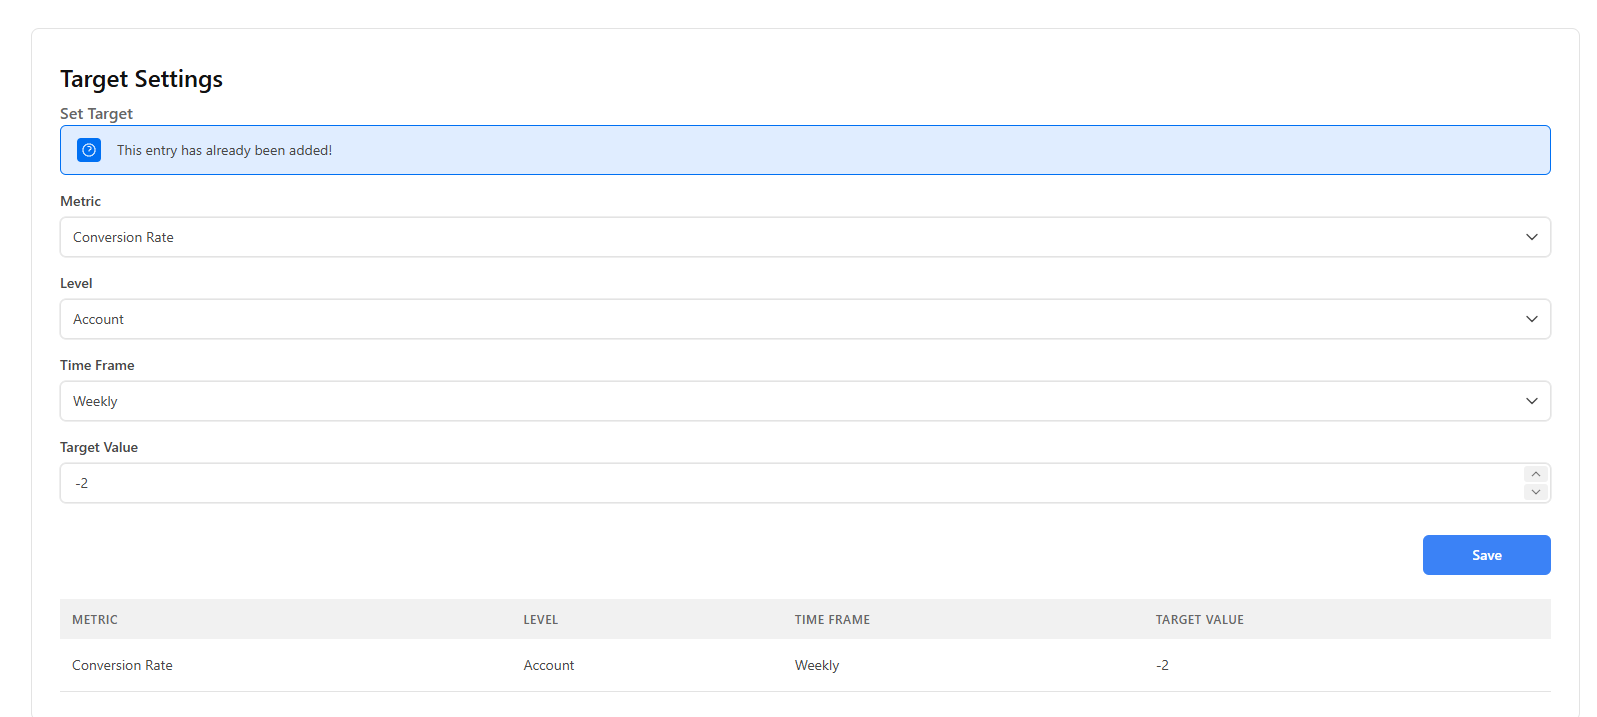 Target Settings
Set Target
This entry has already been added!
Metric
Conversion Rate
Level
Account
Time Frame
Weekly
Target Value
-2
Save
METRIC LEVEL TIME FRAME TARGET VALUE
Conversion Rate Account Weekly -2